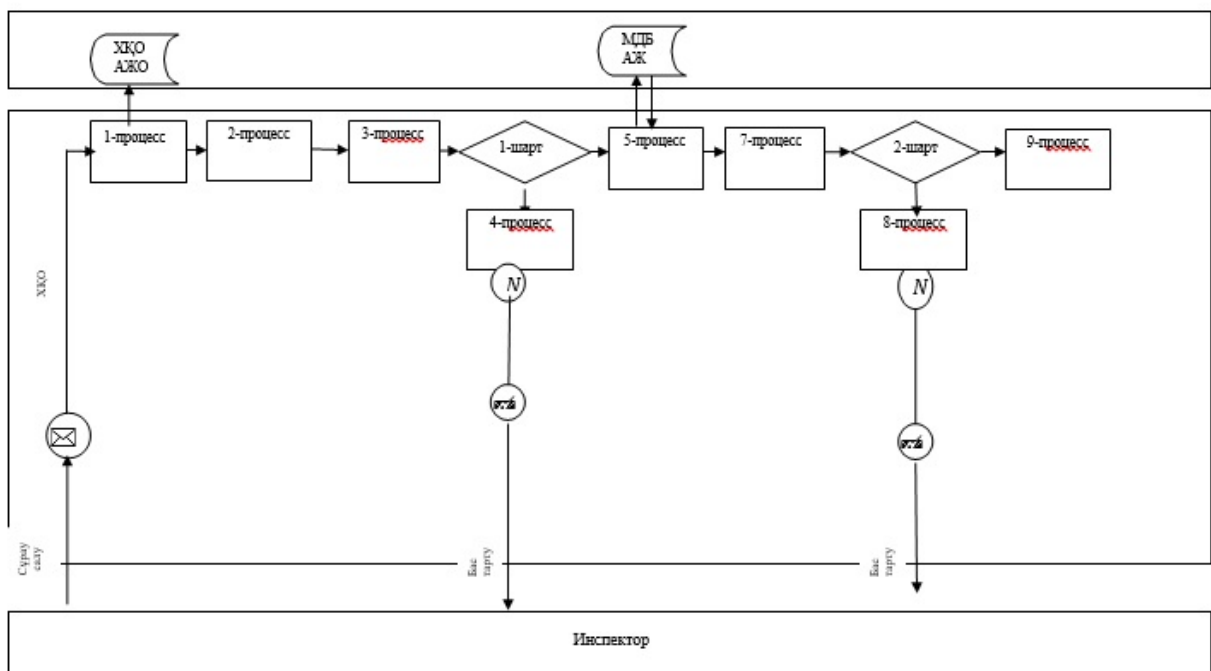 ХҚО
АЖО
МДБ
АЖ
1-процесс
2-процесс
3-процесс
1-шарт
5-процесс
7-процесс
2-шарт
9-процесс
4-процесс
8-процесс
N
N
ХҚО
Сұрау
салу
Бас
тарту
Бас
тарту
Инспектор